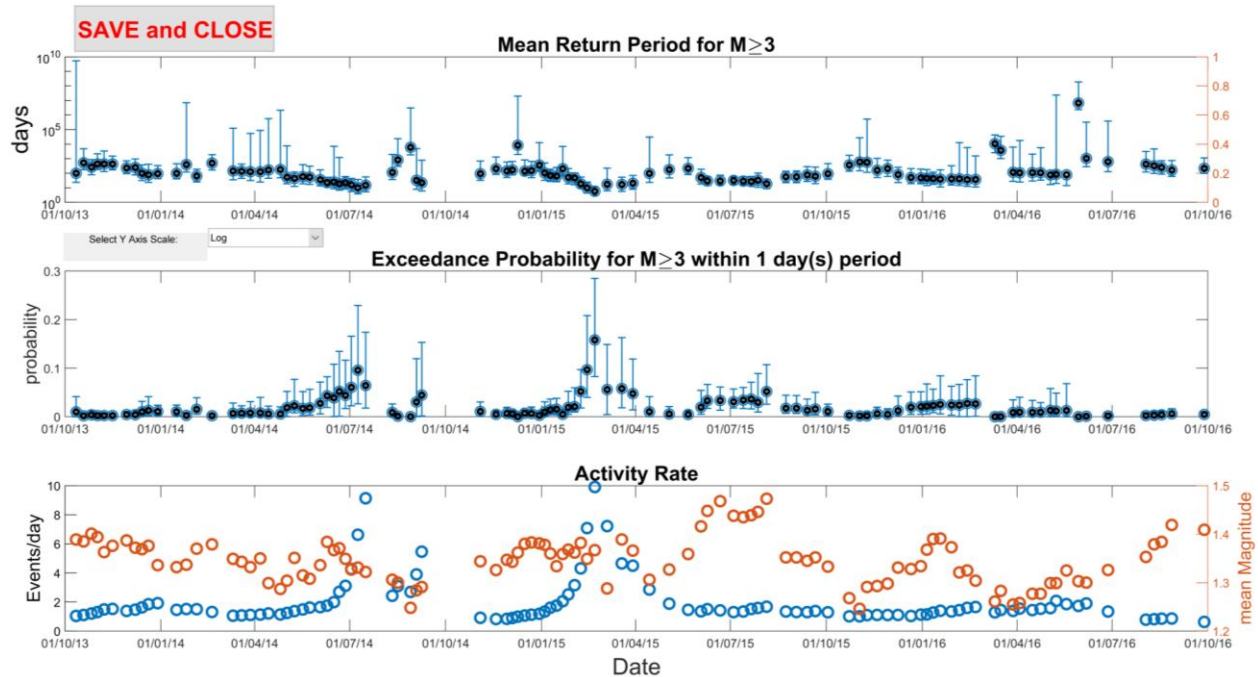 SAVE and CLOSE
Mean Return Period for M≥3
days
10^10
10^5
10^0
1
0.8
0.6
0.4
0.2
0
01/10/13 01/01/14 01/04/14 01/07/14 01/10/14 01/01/15 01/04/15 01/07/15 01/10/15 01/01/16 01/04/16 01/07/16 01/10/16
Select Y Axis Scale: Log
Exceedance Probability for M≥3 within 1 day(s) period
probability
0.3
0.2
0.1
0
01/10/13 01/01/14 01/04/14 01/07/14 01/10/14 01/01/15 01/04/15 01/07/15 01/10/15 01/01/16 01/04/16 01/07/16 01/10/16
Activity Rate
Events/day
10
8
6
4
2
0
1.5
1.4
1.3
1.2
mean Magnitude
01/10/13 01/01/14 01/04/14 01/07/14 01/10/14 01/01/15 01/04/15 01/07/15 01/10/15 01/01/16 01/04/16 01/07/16 01/10/16
Date